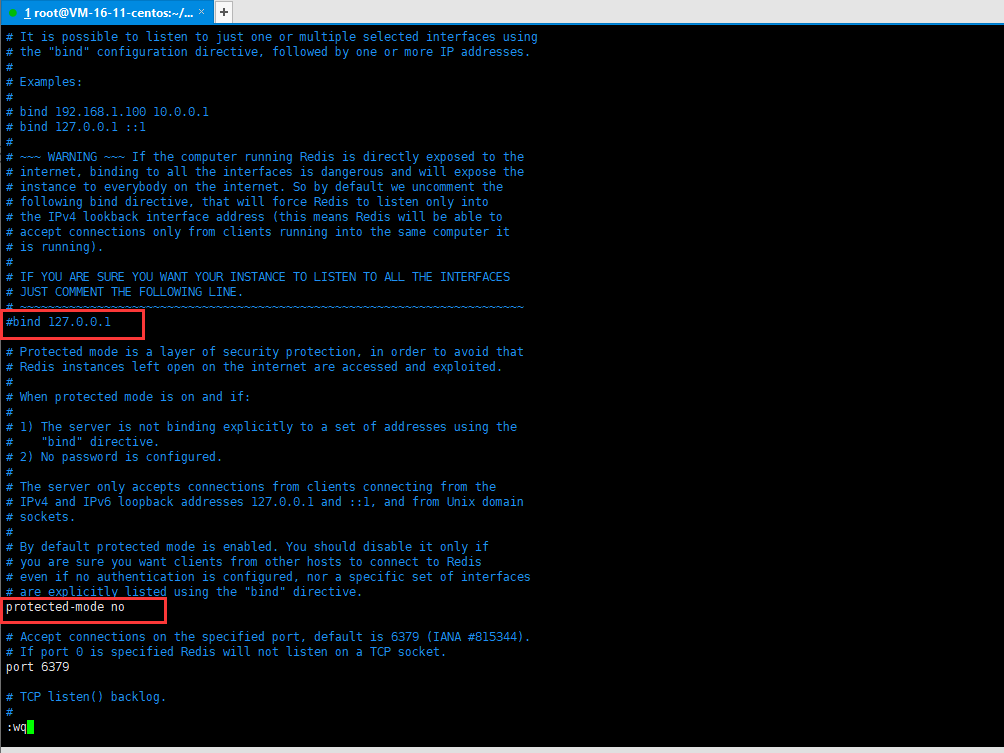 1 root@VM-16-11-centos:~/... × +
# It is possible to listen to just one or multiple selected interfaces using
# the "bind" configuration directive, followed by one or more IP addresses.
#
# Examples:
#
# bind 192.168.1.100 10.0.0.1
# bind 127.0.0.1 ::1
#
# ~~~ WARNING ~~~ If the computer running Redis is directly exposed to the
# internet, binding to all the interfaces is dangerous and will expose the
# instance to everybody on the internet. So by default we uncomment the
# following bind directive, that will force Redis to listen only into
# the IPv4 lookback interface address (this means Redis will be able to
# accept connections only from clients running into the same computer it
# is running).
#
# IF YOU ARE SURE YOU WANT YOUR INSTANCE TO LISTEN TO ALL THE INTERFACES
# JUST COMMENT THE FOLLOWING LINE.
# ~~~~~~~~~~~~~~~~~~~~~~~~~~~~~~~~~~~~~~~~~~~~~~~~~~~~~~~~~~~~~~~~~~~~~~~~
#bind 127.0.0.1
# Protected mode is a layer of security protection, in order to avoid that
# Redis instances left open on the internet are accessed and exploited.
#
# When protected mode is on and if:
#
# 1) The server is not binding explicitly to a set of addresses using the
#    "bind" directive.
# 2) No password is configured.
#
# The server only accepts connections from clients connecting from the
# IPv4 and IPv6 loopback addresses 127.0.0.1 and ::1, and from Unix domain
# sockets.
#
# By default protected mode is enabled. You should disable it only if
# you are sure you want clients from other hosts to connect to Redis
# even if no authentication is configured, nor a specific set of interfaces
# are explicitly listed using the "bind" directive.
protected-mode no
# Accept connections on the specified port, default is 6379 (IANA #815344).
# If port 0 is specified Redis will not listen on a TCP socket.
port 6379
# TCP listen() backlog.
#
:wq